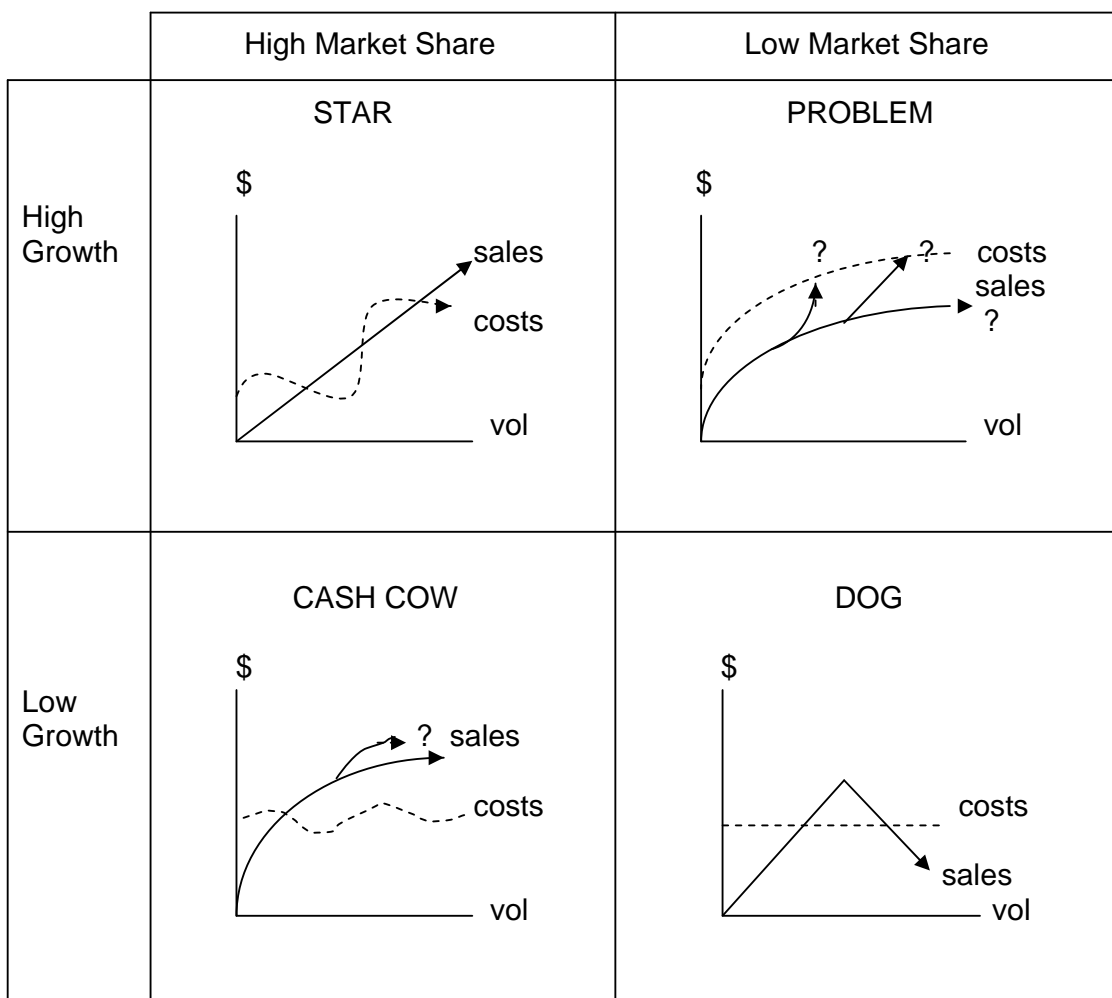 High Market Share
Low Market Share
High
Growth
STAR
$
sales
costs
vol
PROBLEM
$
?
?
costs
sales
?
vol
Low
Growth
CASH COW
$
? sales
costs
vol
DOG
$
costs
sales
vol